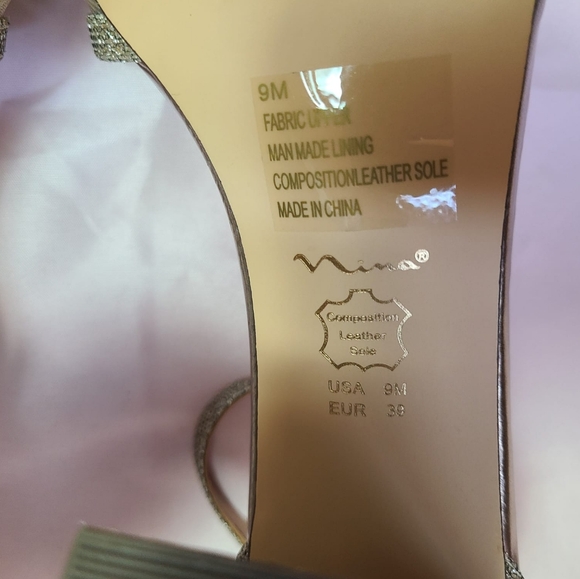 9M
FABRIC UPPER
MAN MADE LINING
COMPOSITIONLEATHER SOLE
MADE IN CHINA
Nina®
Composition
Leather
Sole
USA 9M
EUR 39